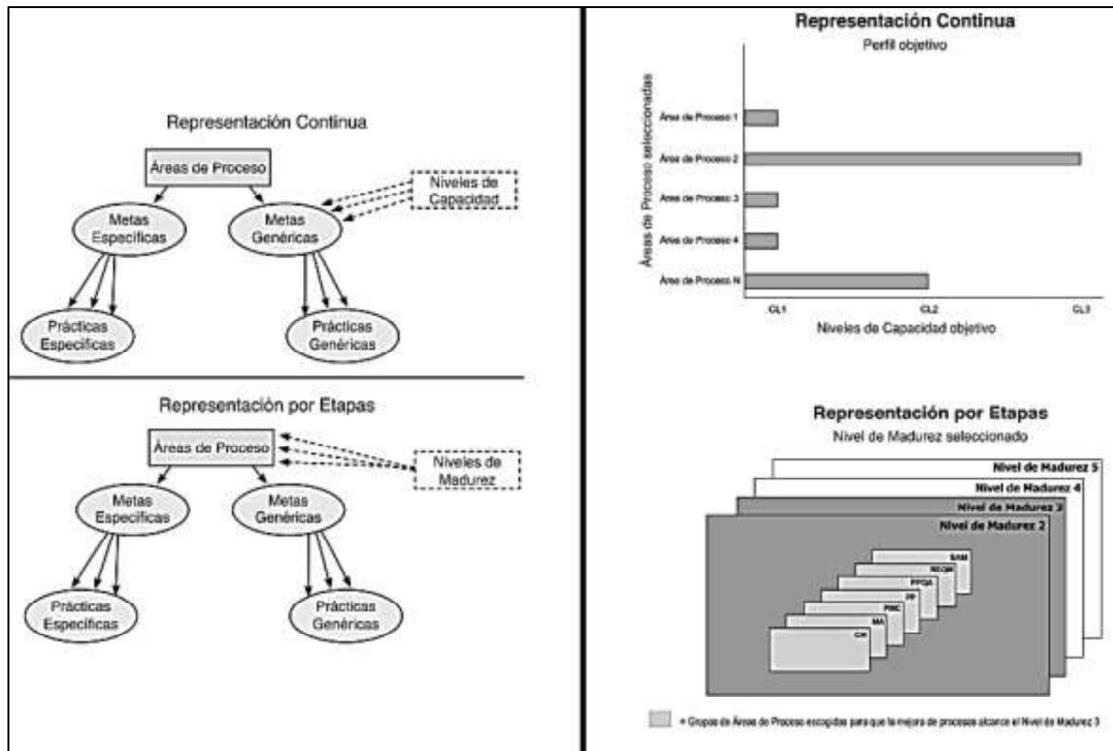 Representación Continua
Áreas de Proceso
Niveles de
Capacidad
Metas
Específicas
Metas
Genéricas
Prácticas
Específicas
Prácticas
Genéricas
Representación por Etapas
Áreas de Proceso
Niveles de
Madurez
Metas
Específicas
Metas
Genéricas
Prácticas
Específicas
Prácticas
Genéricas
Representación Continua
Perfil objetivo
Áreas de Proceso seleccionadas
Área de Proceso 1
Área de Proceso 2
Área de Proceso 3
Área de Proceso 4
Área de Proceso N
CL1 CL2 CL3
Niveles de Capacidad objetivo
Representación por Etapas
Nivel de Madurez seleccionado
Nivel de Madurez 5
Nivel de Madurez 4
Nivel de Madurez 3
Nivel de Madurez 2
SAM
REQM
PPQA
PP
PMC
MA
CM
= Grupos de Áreas de Proceso escogidas para que la mejora de procesos alcance el Nivel de Madurez 3